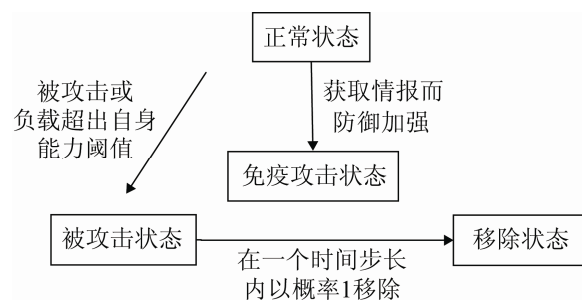 正常状态
被攻击或
负载超出自身
能力阈值
获取情报而
防御加强
免疫攻击状态
被攻击状态
在一个时间步长
内以概率1移除
移除状态